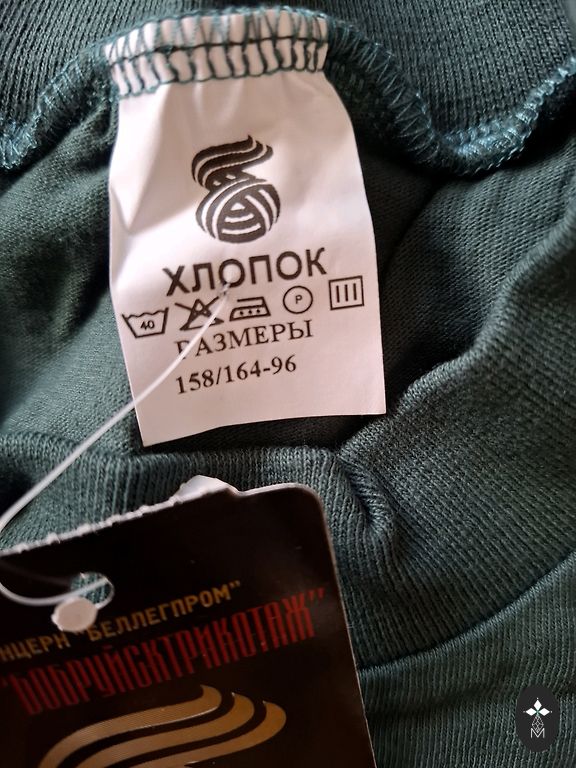 ХЛОПОК
40 P
РАЗМЕРЫ
158/164-96
"БЕЛЛЕГПРОМ"
"БОБРУЙСКТРИКОТАЖ"
M